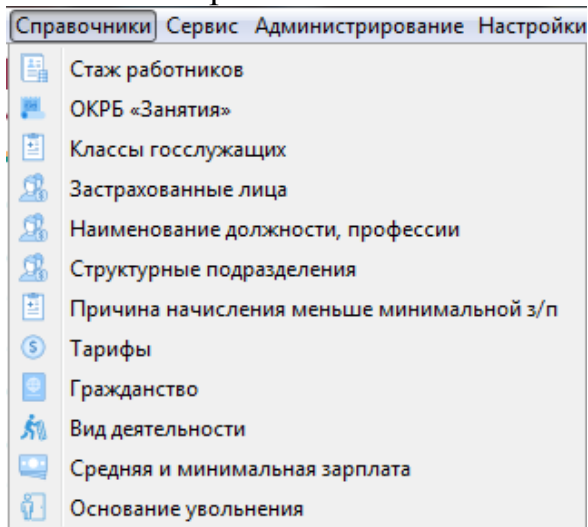 Справочники Сервис Администрирование Настройки
Стаж работников
ОКРБ «Занятия»
Классы госслужащих
Застрахованные лица
Наименование должности, профессии
Структурные подразделения
Причина начисления меньше минимальной з/п
Тарифы
Гражданство
Вид деятельности
Средняя и минимальная зарплата
Основание увольнения